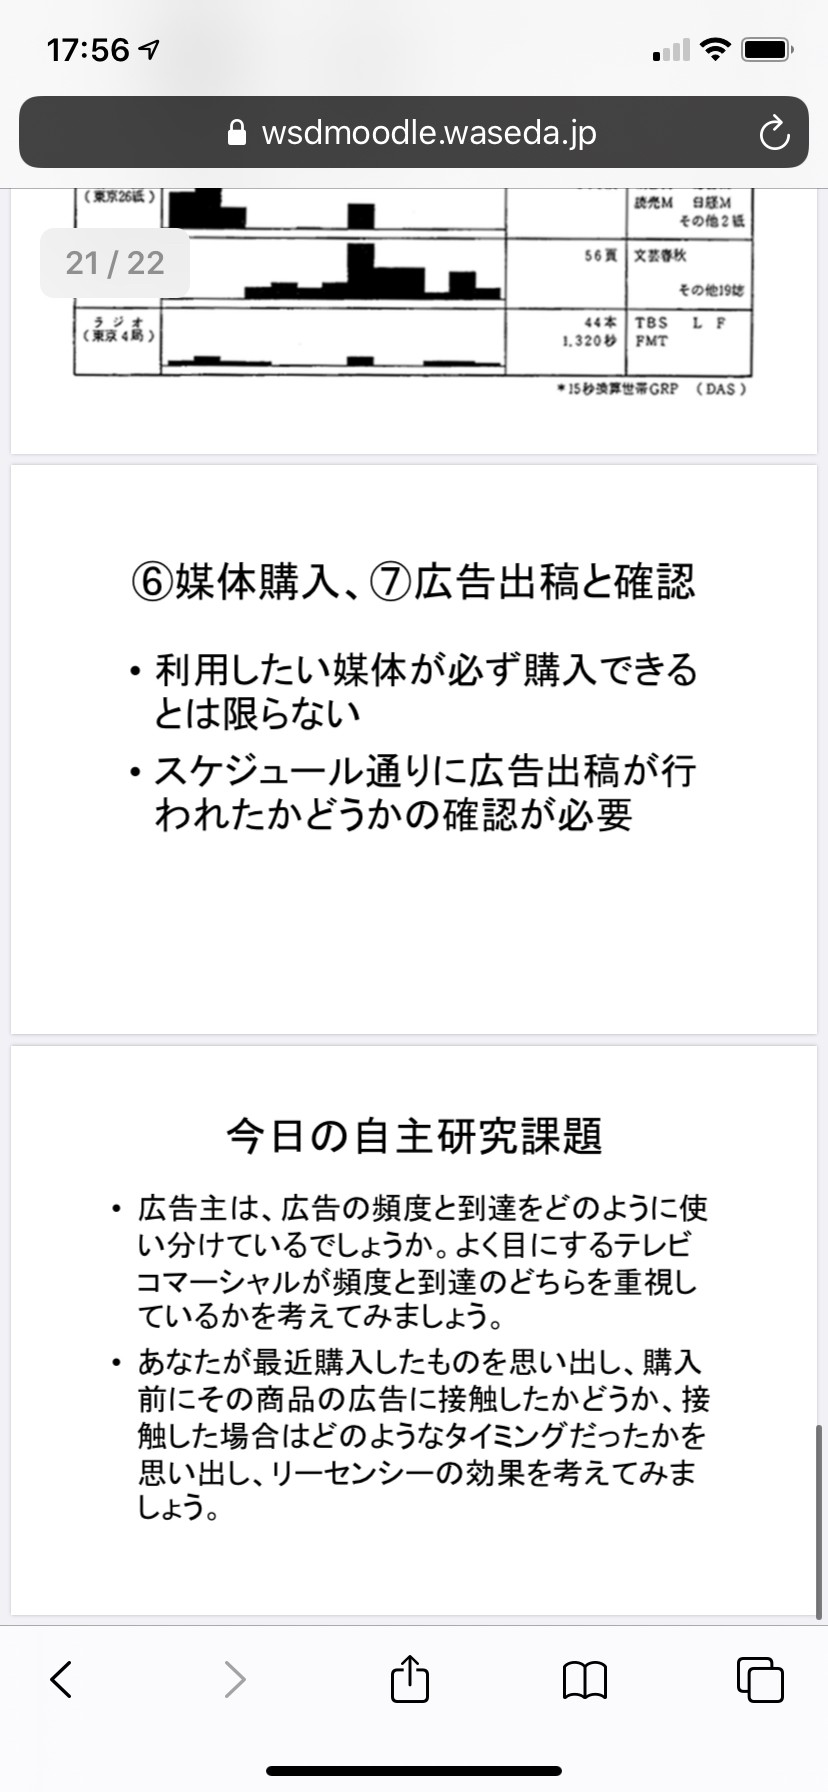 17:56
wsdmoodle.waseda.jp
(東京26紙)
読売M 日経M
その他2紙
21 / 22
56頁 文芸春秋
その他19誌
ラジオ
(東京4局)
44本 TBS L F
1,320秒 FMT
*15秒換算世帯GRP (DAS)
⑥媒体購入、⑦広告出稿と確認
• 利用したい媒体が必ず購入できる
とは限らない
• スケジュール通りに広告出稿が行
われたかどうかの確認が必要
今日の自主研究課題
• 広告主は、広告の頻度と到達をどのように使
い分けているでしょうか。よく目にするテレビ
コマーシャルが頻度と到達のどちらを重視し
ているかを考えてみましょう。
• あなたが最近購入したものを思い出し、購入
前にその商品の広告に接触したかどうか、接
触した場合はどのようなタイミングだったかを
思い出し、リーセンシーの効果を考えてみま
しょう。